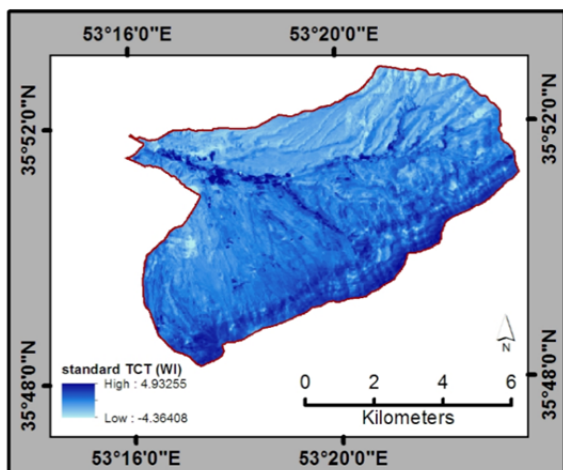 53°16'0"E 53°20'0"E
35°52'0"N
35°52'0"N
standard TCT (WI)
High : 4.93255
Low : -4.36408
N
0 2 4 6
Kilometers
35°48'0"N
35°48'0"N
53°16'0"E 53°20'0"E